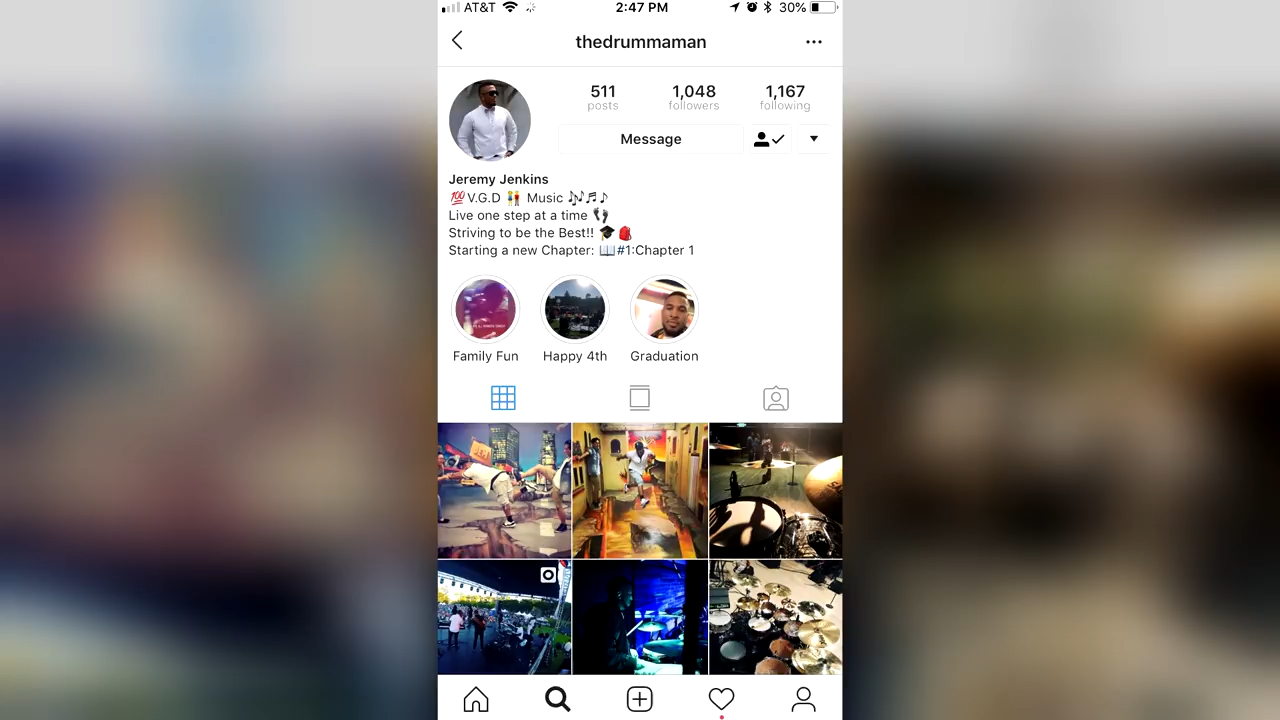 AT&T 2:47 PM 30%
thedrummaman
511 1,048 1,167
posts followers following
Message
Jeremy Jenkins
💯V.G.D 👫 Music 🎶🎵♪
Live one step at a time 👣
Striving to be the Best!! 🎓🎒
Starting a new Chapter: 📖#1:Chapter 1
Family Fun Happy 4th Graduation